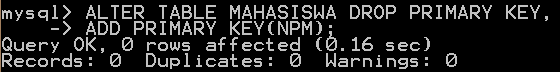 mysql> ALTER TABLE MAHASISWA DROP PRIMARY KEY,
    -> ADD PRIMARY KEY(NPM);
Query OK, 0 rows affected (0.16 sec)
Records: 0  Duplicates: 0  Warnings: 0